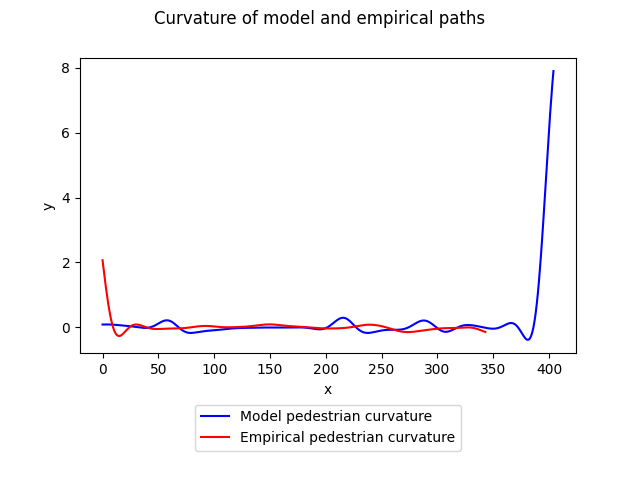 Curvature of model and empirical paths
8
6
4
2
0
y
0 50 100 150 200 250 300 350 400
x
Model pedestrian curvature
Empirical pedestrian curvature